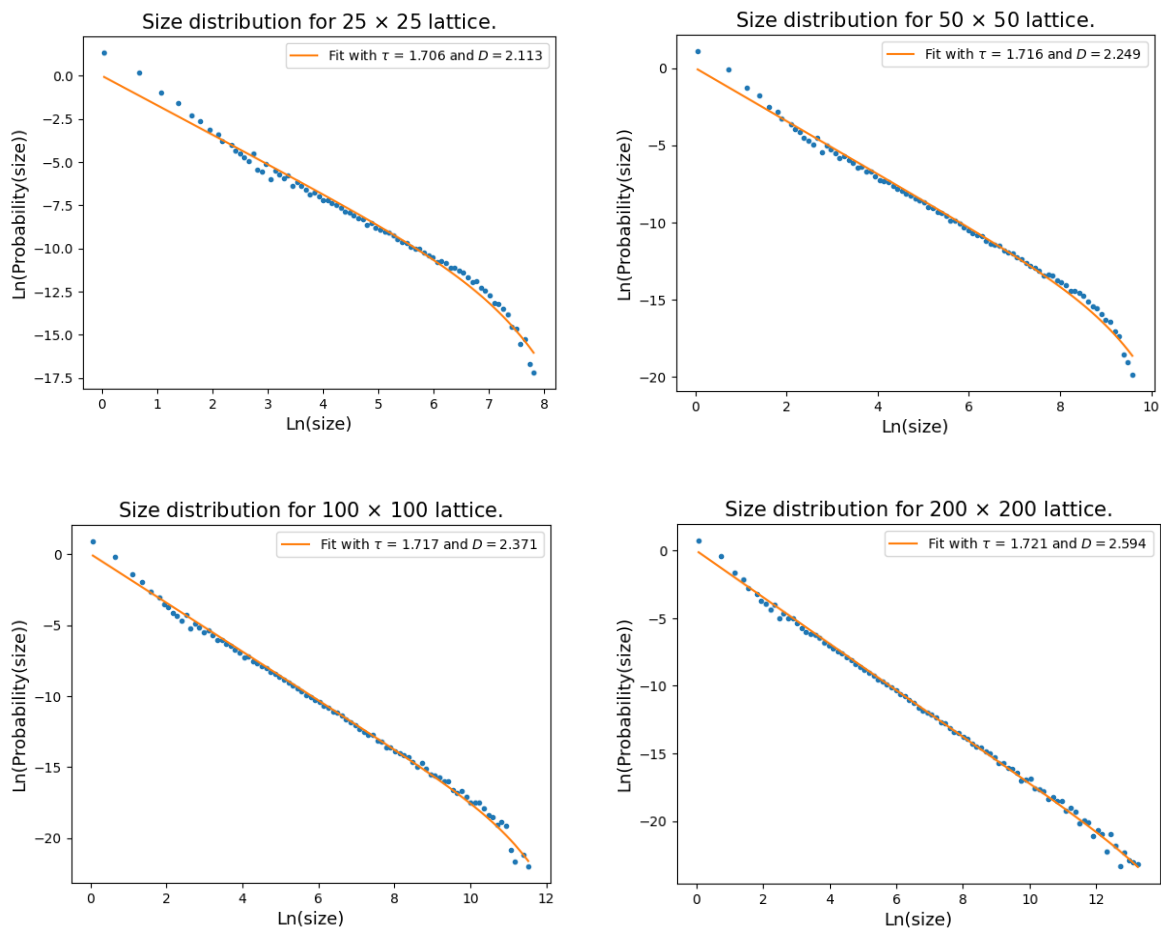 Size distribution for 25 × 25 lattice.
Fit with τ = 1.706 and D = 2.113
0.0
−2.5
−5.0
−7.5
−10.0
−12.5
−15.0
−17.5
Ln(Probability(size))
0 1 2 3 4 5 6 7 8
Ln(size)
Size distribution for 50 × 50 lattice.
Fit with τ = 1.716 and D = 2.249
0
−5
−10
−15
−20
Ln(Probability(size))
0 2 4 6 8 10
Ln(size)
Size distribution for 100 × 100 lattice.
Fit with τ = 1.717 and D = 2.371
0
−5
−10
−15
−20
Ln(Probability(size))
0 2 4 6 8 10 12
Ln(size)
Size distribution for 200 × 200 lattice.
Fit with τ = 1.721 and D = 2.594
0
−5
−10
−15
−20
Ln(Probability(size))
0 2 4 6 8 10 12
Ln(size)